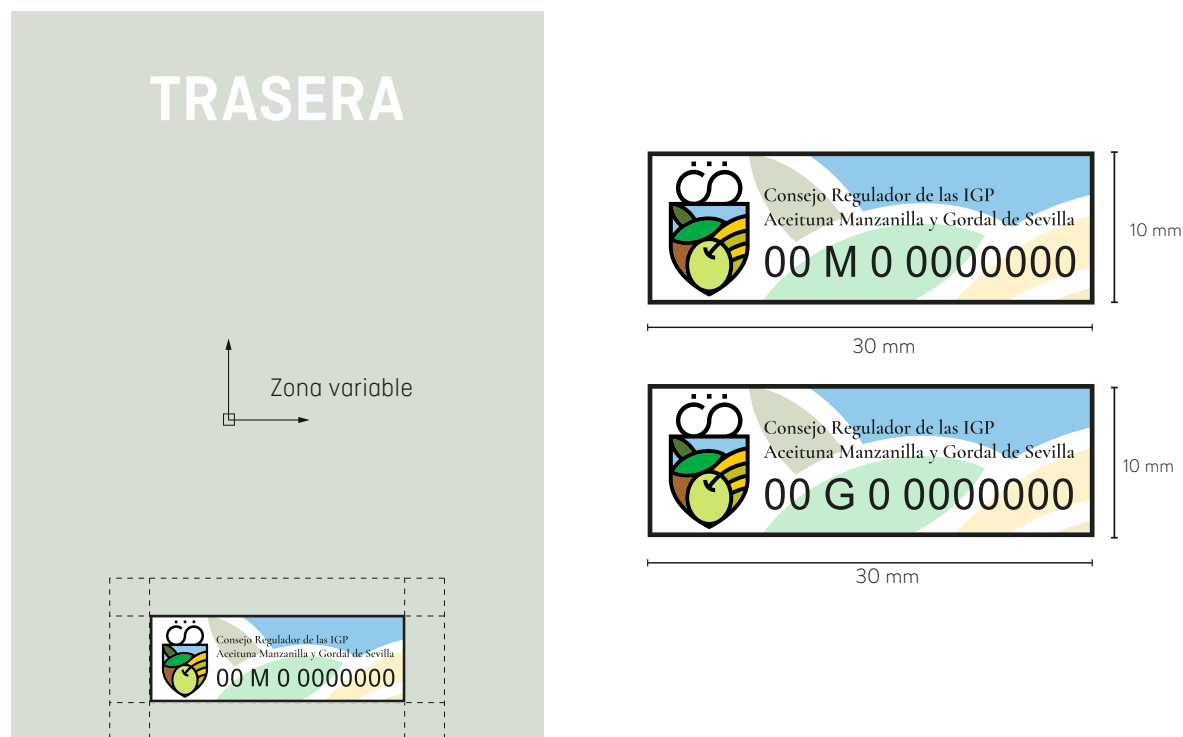 TRASERA
Zona variable
Consejo Regulador de las IGP
Aceituna Manzanilla y Gordal de Sevilla
00 M 0 0000000
Consejo Regulador de las IGP
Aceituna Manzanilla y Gordal de Sevilla
00 M 0 0000000
10 mm
30 mm
Consejo Regulador de las IGP
Aceituna Manzanilla y Gordal de Sevilla
00 G 0 0000000
10 mm
30 mm